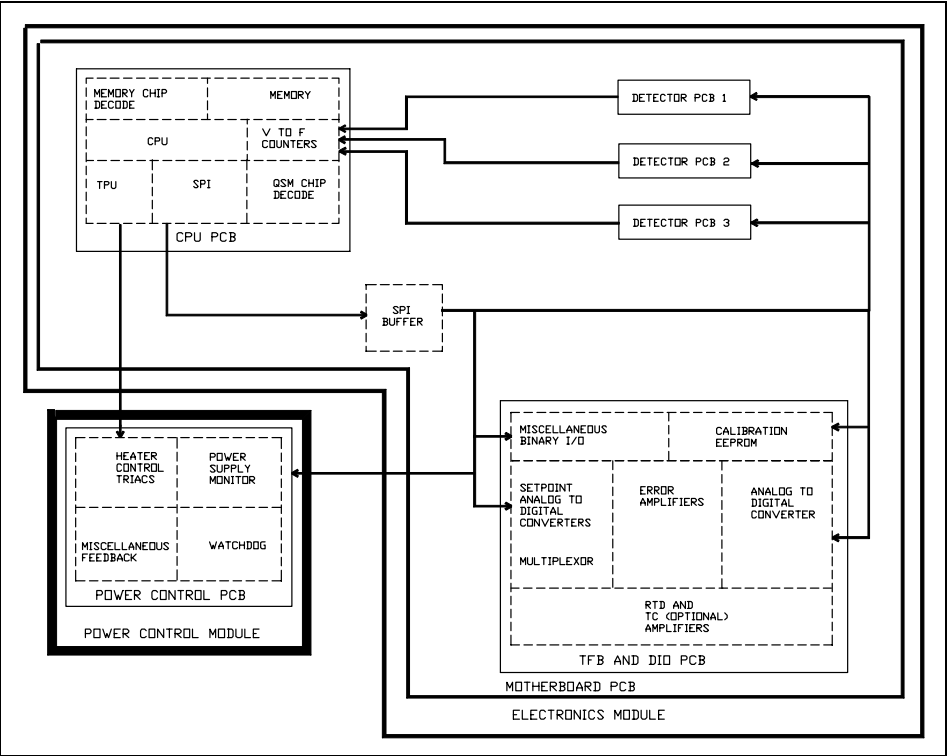 MEMORY CHIP
DECODE
MEMORY
CPU
V TO F
COUNTERS
TPU
SPI
QSM CHIP
DECODE
CPU PCB
DETECTOR PCB 1
DETECTOR PCB 2
DETECTOR PCB 3
SPI
BUFFER
HEATER
CONTROL
TRIACS
POWER
SUPPLY
MONITOR
MISCELLANEOUS
FEEDBACK
WATCHDOG
POWER CONTROL PCB
POWER CONTROL MODULE
MISCELLANEOUS
BINARY I/O
CALIBRATION
EEPROM
SETPOINT
ANALOG TO
DIGITAL
CONVERTERS
MULTIPLEXOR
ERROR
AMPLIFIERS
ANALOG TO
DIGITAL
CONVERTER
RTD AND
TC (OPTIONAL)
AMPLIFIERS
TFB AND DIO PCB
MOTHERBOARD PCB
ELECTRONICS MODULE